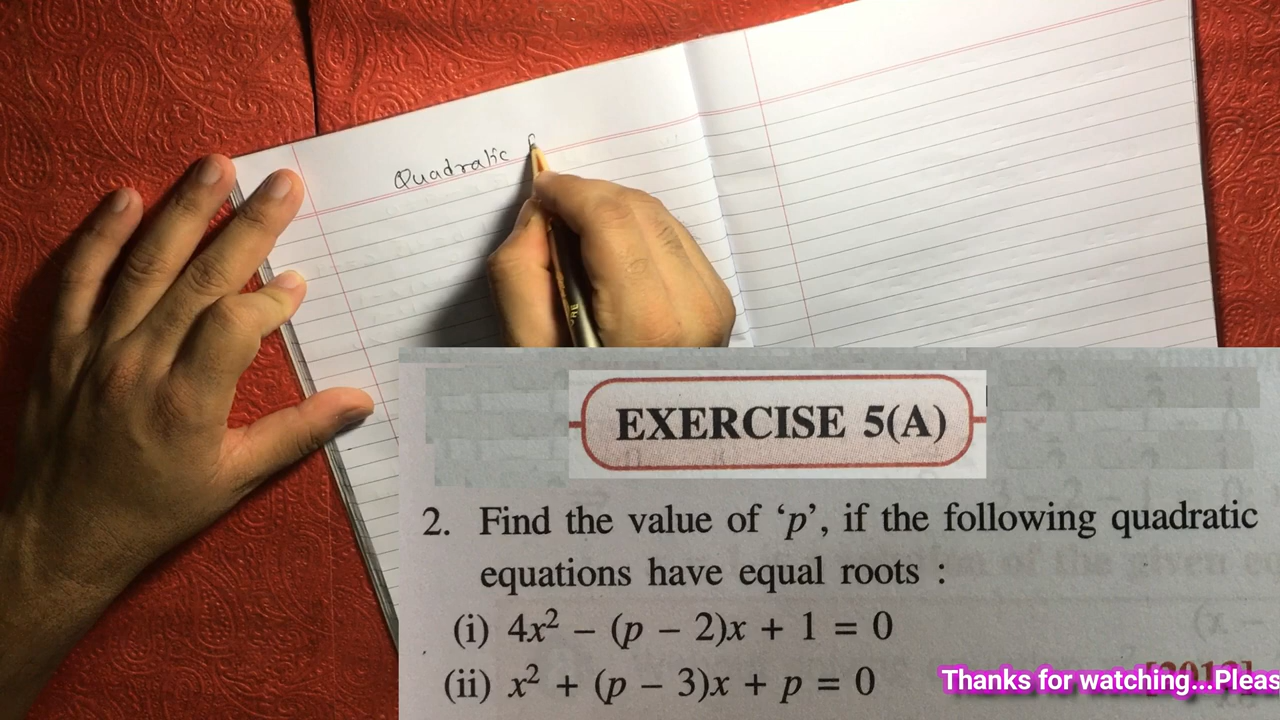 Quadratic
EXERCISE 5(A)
2. Find the value of ‘p’, if the following quadratic
equations have equal roots :
(i) 4x² – (p – 2)x + 1 = 0
(ii) x² + (p – 3)x + p = 0
[2013]
Thanks for watching...Pleas